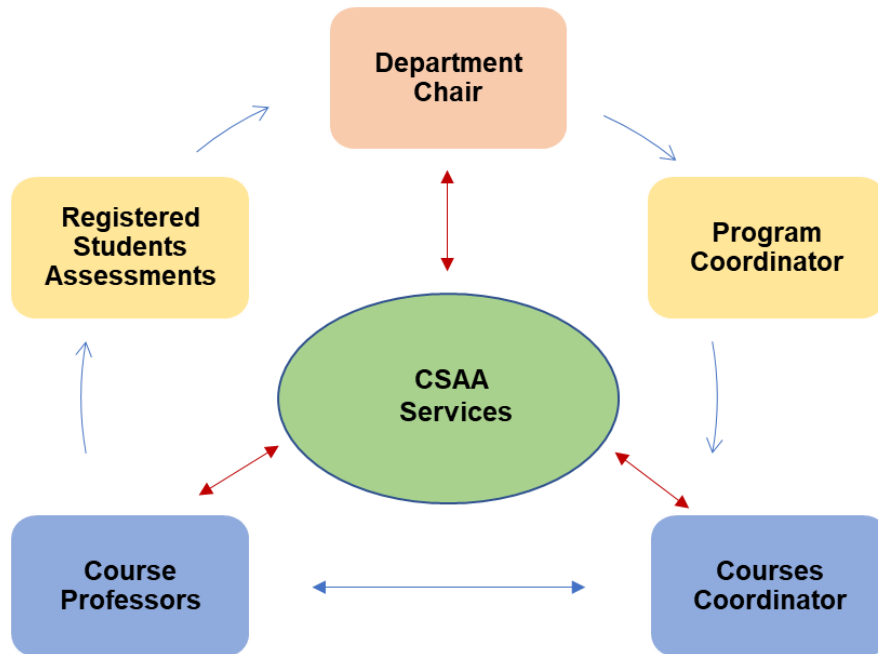 Department
Chair
Registered
Students
Assessments
Program
Coordinator
CSAA
Services
Course
Professors
Courses
Coordinator